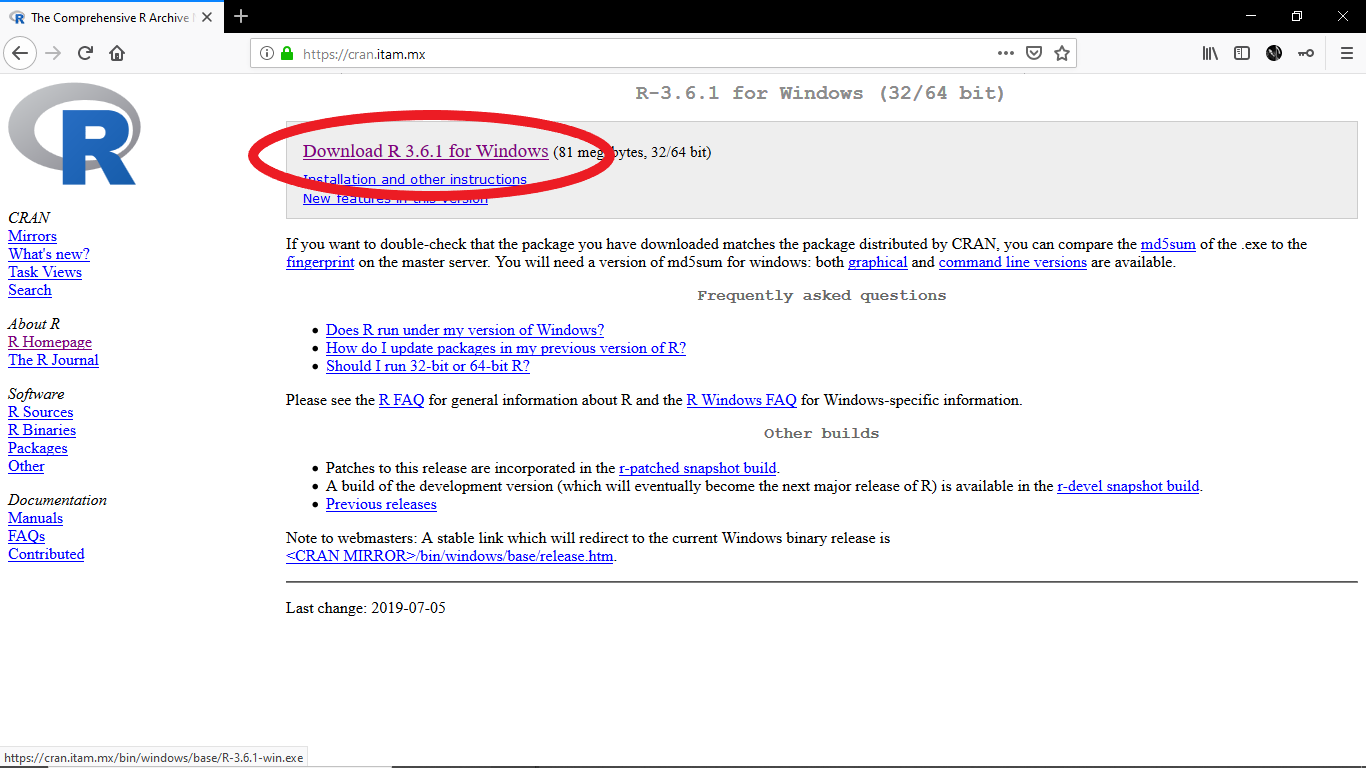 The Comprehensive R Archive
https://cran.itam.mx
R
R-3.6.1 for Windows (32/64 bit)
Download R 3.6.1 for Windows (81 megabytes, 32/64 bit)
Installation and other instructions
New features in this version
CRAN
Mirrors
What's new?
Task Views
Search
About R
R Homepage
The R Journal
Software
R Sources
R Binaries
Packages
Other
Documentation
Manuals
FAQs
Contributed
If you want to double-check that the package you have downloaded matches the package distributed by CRAN, you can compare the md5sum of the .exe to the
fingerprint on the master server. You will need a version of md5sum for windows: both graphical and command line versions are available.
Frequently asked questions
Does R run under my version of Windows?
How do I update packages in my previous version of R?
Should I run 32-bit or 64-bit R?
Please see the R FAQ for general information about R and the R Windows FAQ for Windows-specific information.
Other builds
Patches to this release are incorporated in the r-patched snapshot build.
A build of the development version (which will eventually become the next major release of R) is available in the r-devel snapshot build.
Previous releases
Note to webmasters: A stable link which will redirect to the current Windows binary release is
<CRAN MIRROR>/bin/windows/base/release.htm.
Last change: 2019-07-05
https://cran.itam.mx/bin/windows/base/R-3.6.1-win.exe